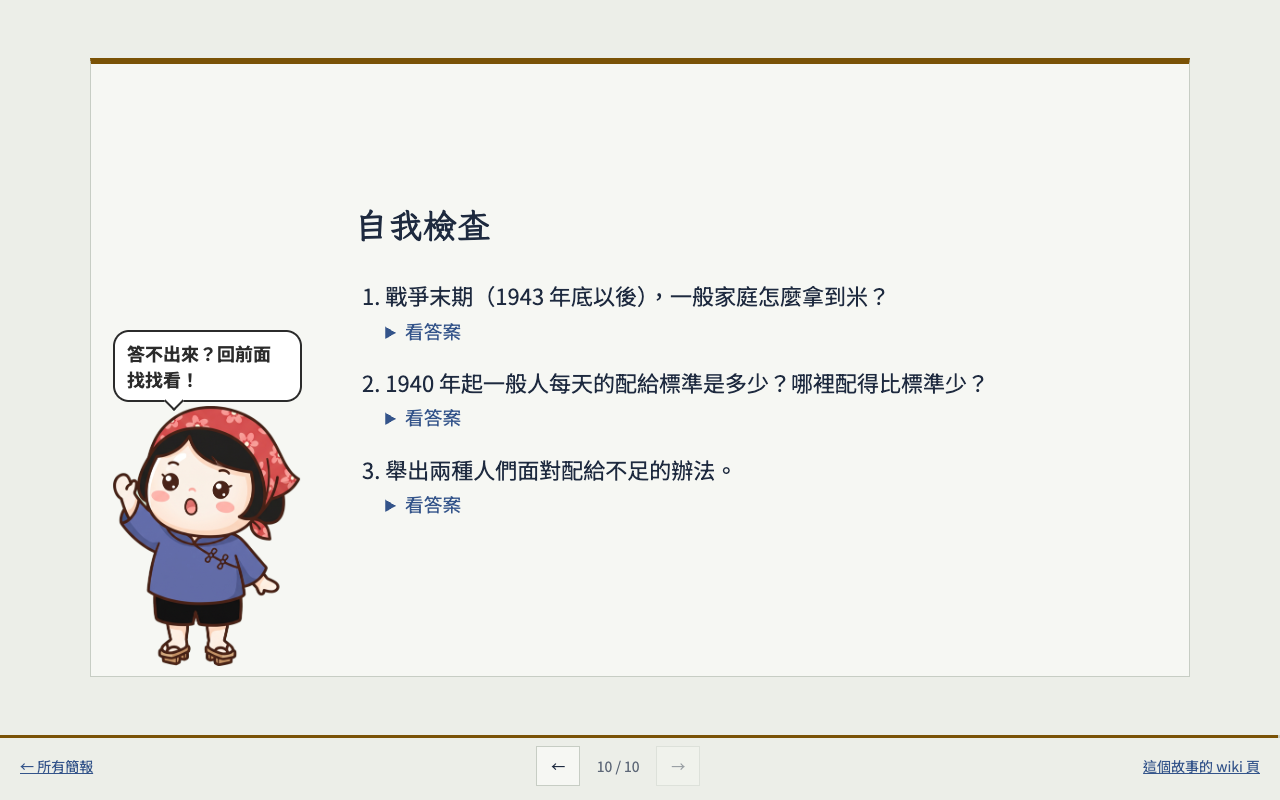 自我檢查
1. 戰爭末期（1943 年底以後），一般家庭怎麼拿到米？
▶ 看答案
2. 1940 年起一般人每天的配給標準是多少？哪裡配得比標準少？
▶ 看答案
3. 舉出兩種人們面對配給不足的辦法。
▶ 看答案
答不出來？回前面
找找看！
← 所有簡報
←
10 / 10
→
這個故事的 wiki 頁